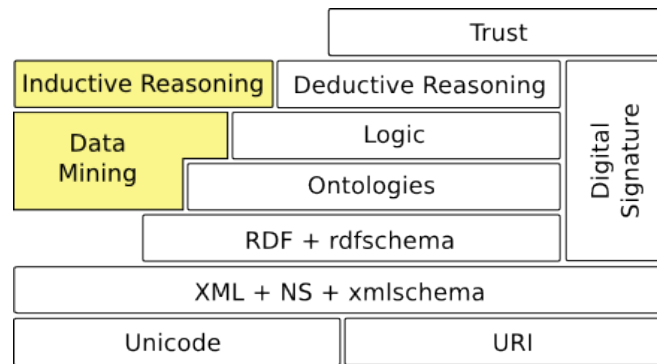 Trust
Inductive Reasoning
Deductive Reasoning
Digital
Signature
Data
Mining
Logic
Ontologies
RDF + rdfschema
XML + NS + xmlschema
Unicode
URI